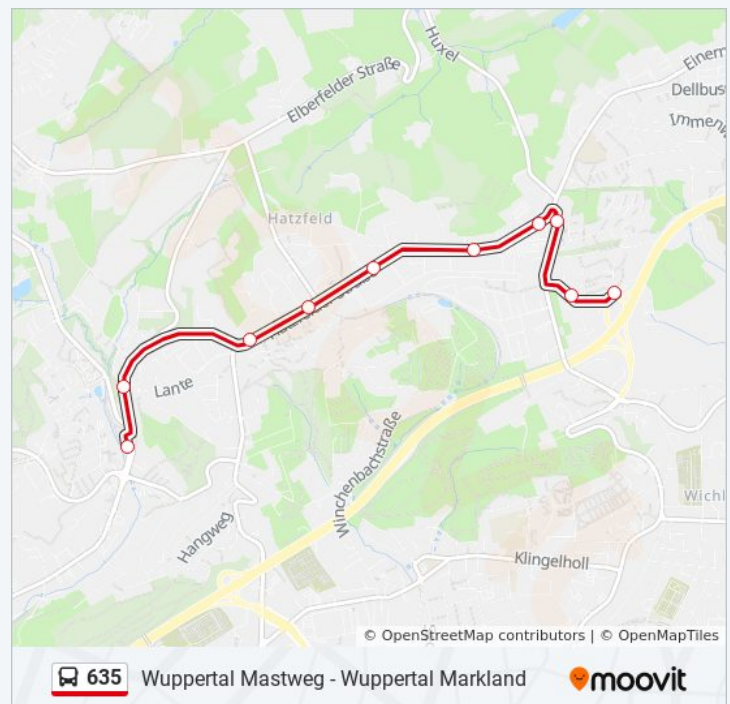 Huxel
Einern
Elberfelder Straße
Dellbus
Immenw
Hatzfeld
Lante
Winchenbachstraße
Hangweg
Wichl
Klingelholl
© OpenStreetMap contributors | © OpenMapTiles
635 Wuppertal Mastweg - Wuppertal Markland moovit